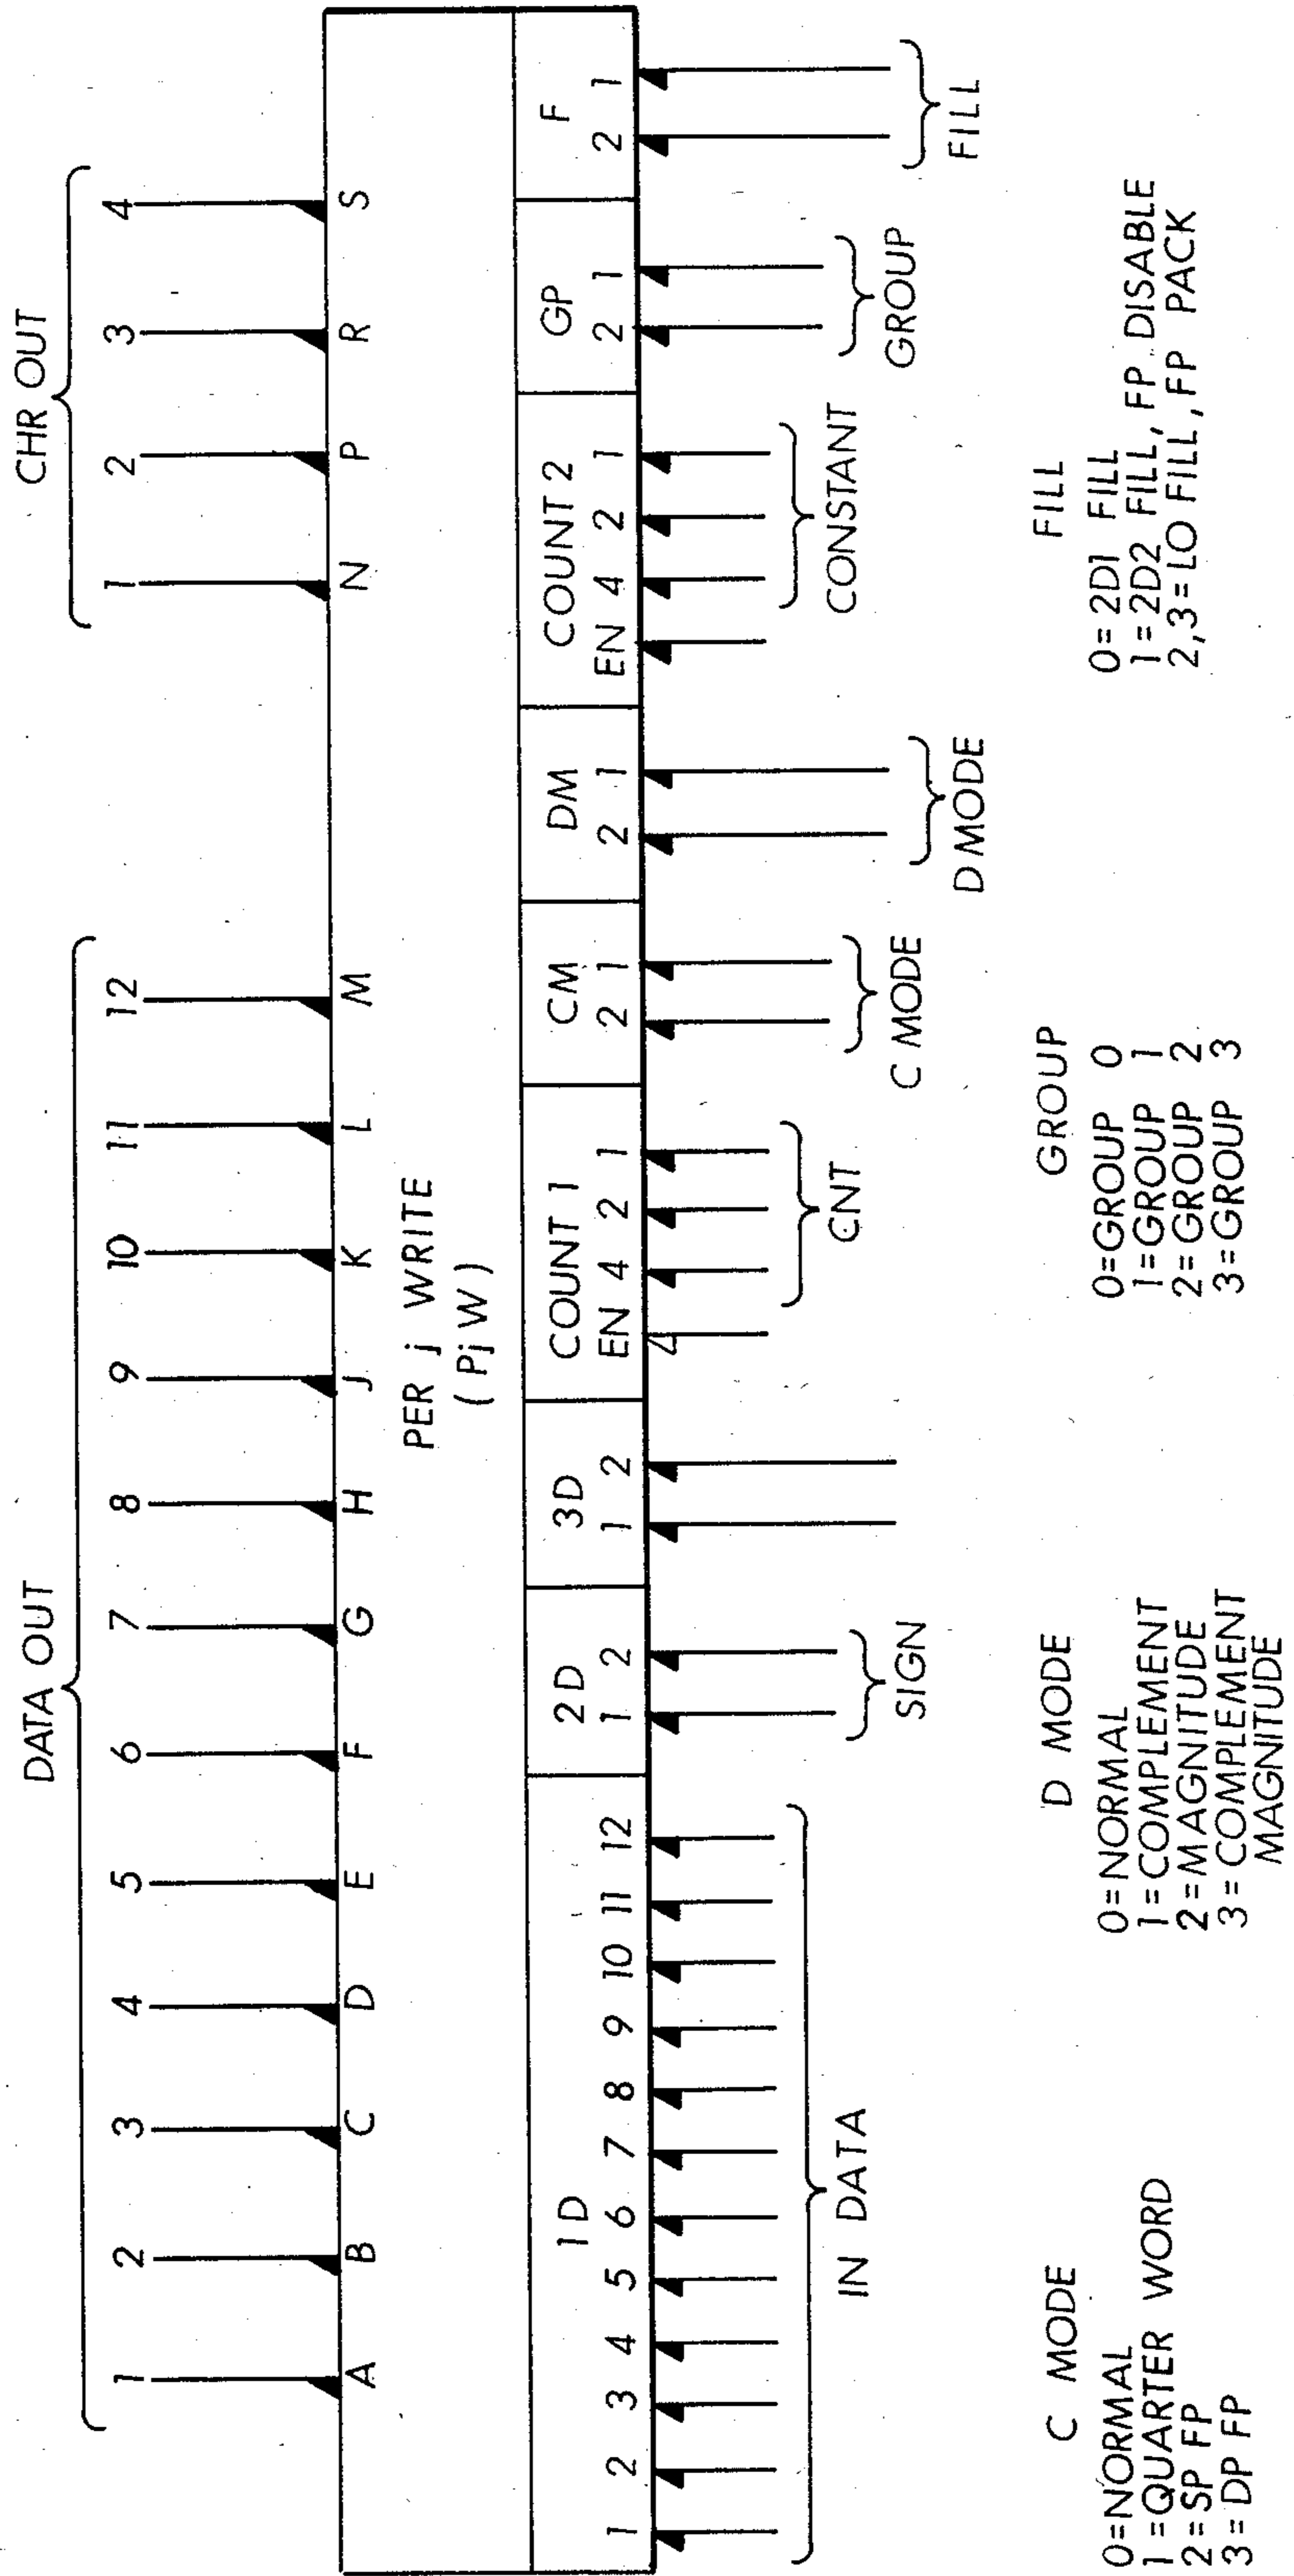 DATA OUT
CHR OUT
1 2 3 4 5 6 7 8 9 10 11 12 1 2 3 4
A B C D E F G H J K L M N P R S
PER j WRITE
(PjW)
1D 2D 3D COUNT 1 CM DM COUNT 2 GP F
1 2 3 4 5 6 7 8 9 10 11 12 1 2 1 2 EN 4 2 1 2 1 2 1 EN 4 2 1 2 1 2 1
IN DATA
SIGN
CNT
C MODE
D MODE
CONSTANT
GROUP
FILL
C MODE
0=NORMAL
1=QUARTER WORD
2=SP FP
3=DP FP
D MODE
0=NORMAL
1=COMPLEMENT
2=MAGNITUDE
3=COMPLEMENT
MAGNITUDE
GROUP
0=GROUP 0
1=GROUP 1
2=GROUP 2
3=GROUP 3
FILL
0=2D1 FILL
1=2D2 FILL, FP DISABLE
2,3=LO FILL, FP PACK